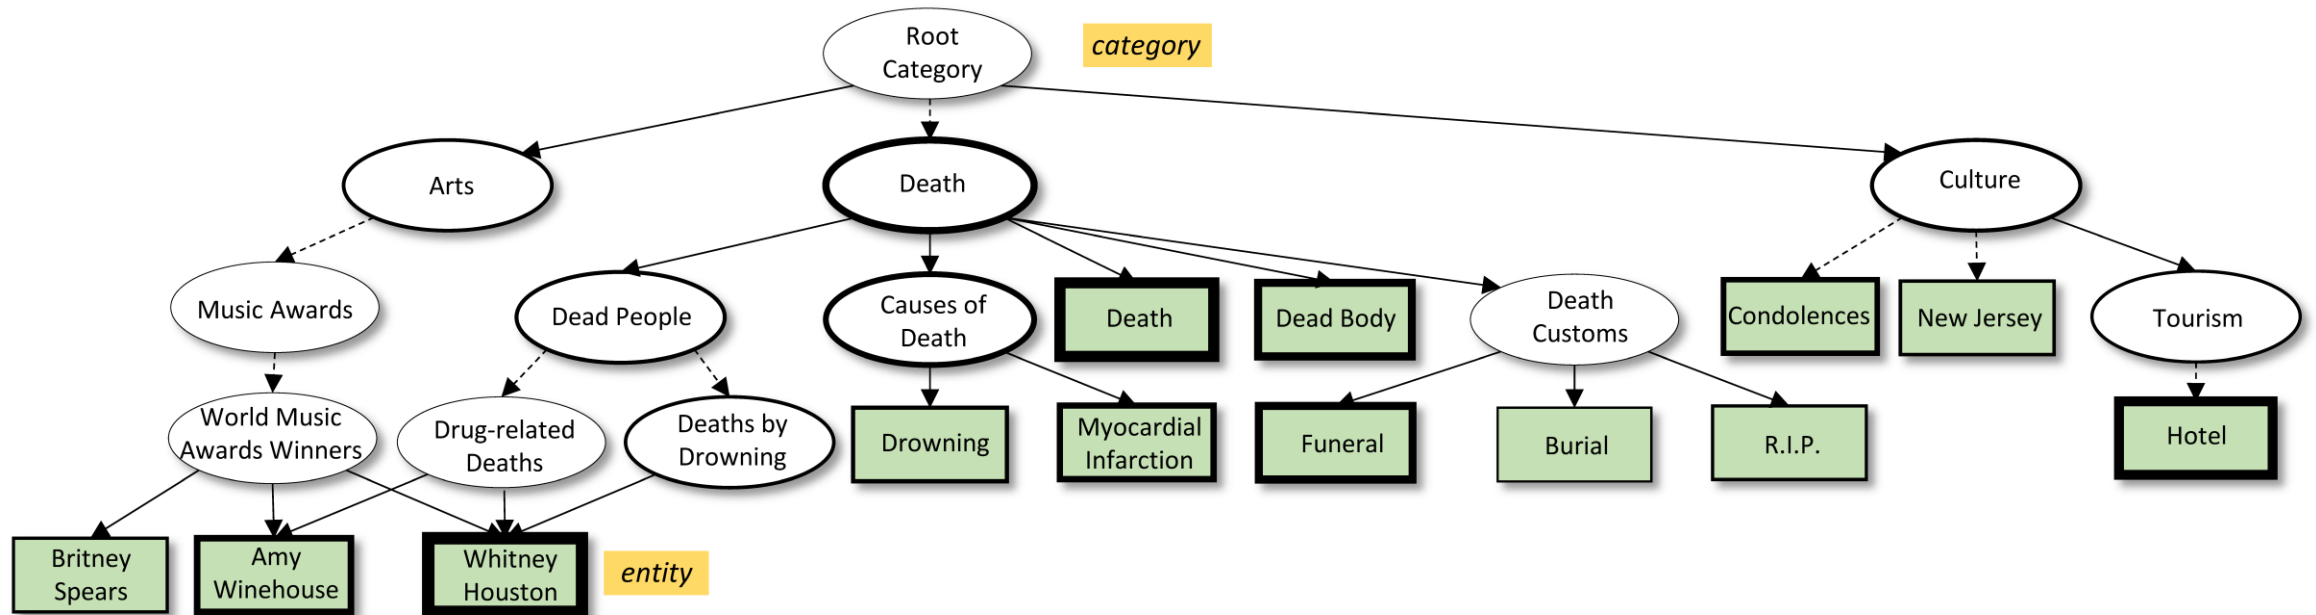 Root
Category
category
Arts
Death
Culture
Music Awards
Dead People
Causes of
Death
Death
Dead Body
Death
Customs
Condolences
New Jersey
Tourism
World Music
Awards Winners
Drug-related
Deaths
Deaths by
Drowning
Drowning
Myocardial
Infarction
Funeral
Burial
R.I.P.
Hotel
Britney
Spears
Amy
Winehouse
Whitney
Houston
entity